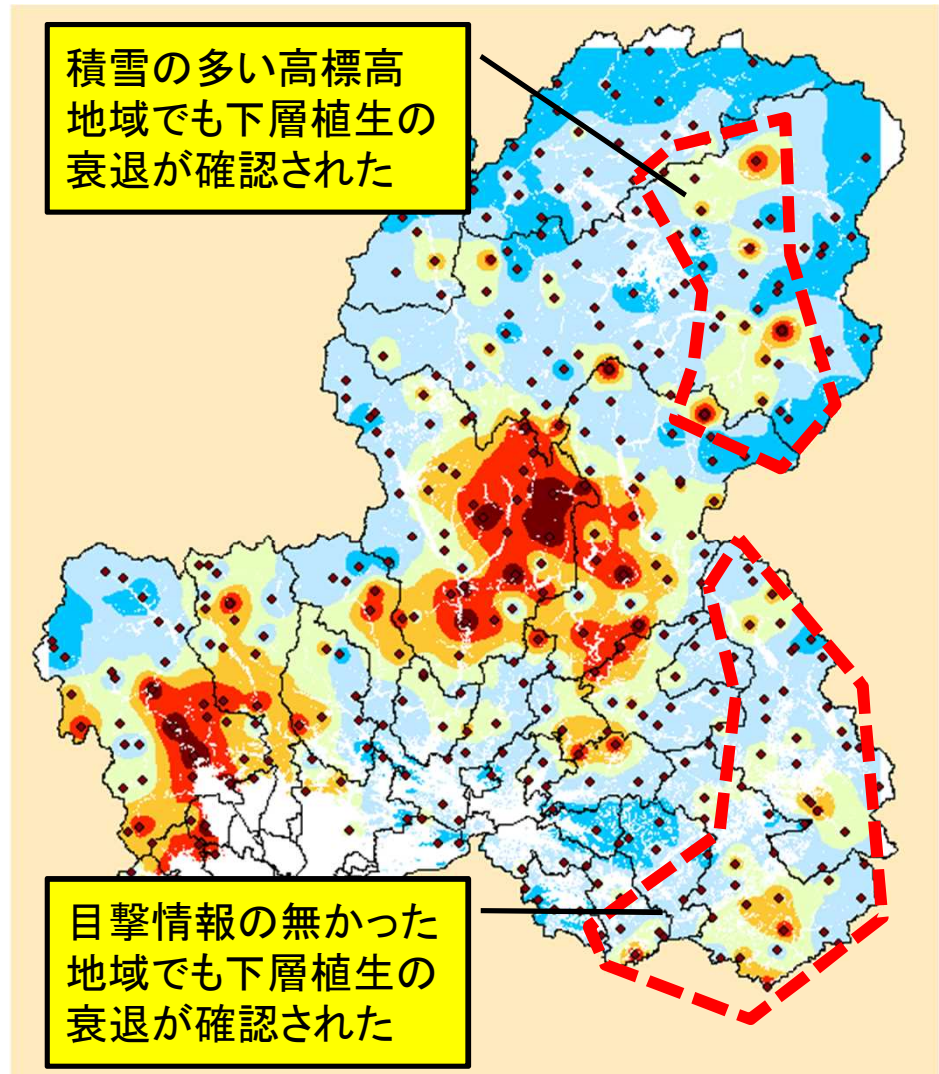 積雪の多い高標高
地域でも下層植生の
衰退が確認された
目撃情報の無かった
地域でも下層植生の
衰退が確認された